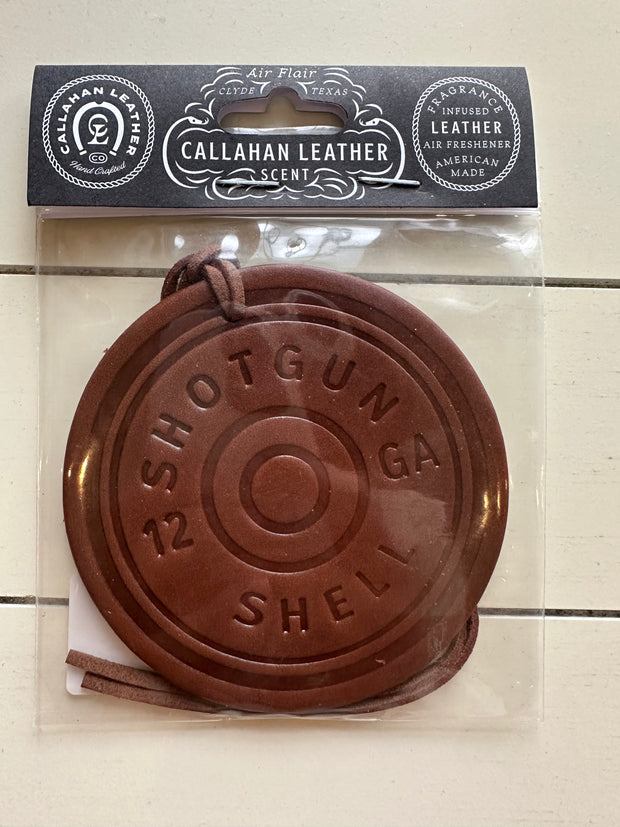 CALLAHAN LEATHER
CL
CO
Hand Crafted
Air Flair
CLYDE TEXAS
CALLAHAN LEATHER
SCENT
FRAGRANCE
INFUSED
LEATHER
AIR FRESHENER
AMERICAN
MADE
SHOTGUN
12 GA
SHELL